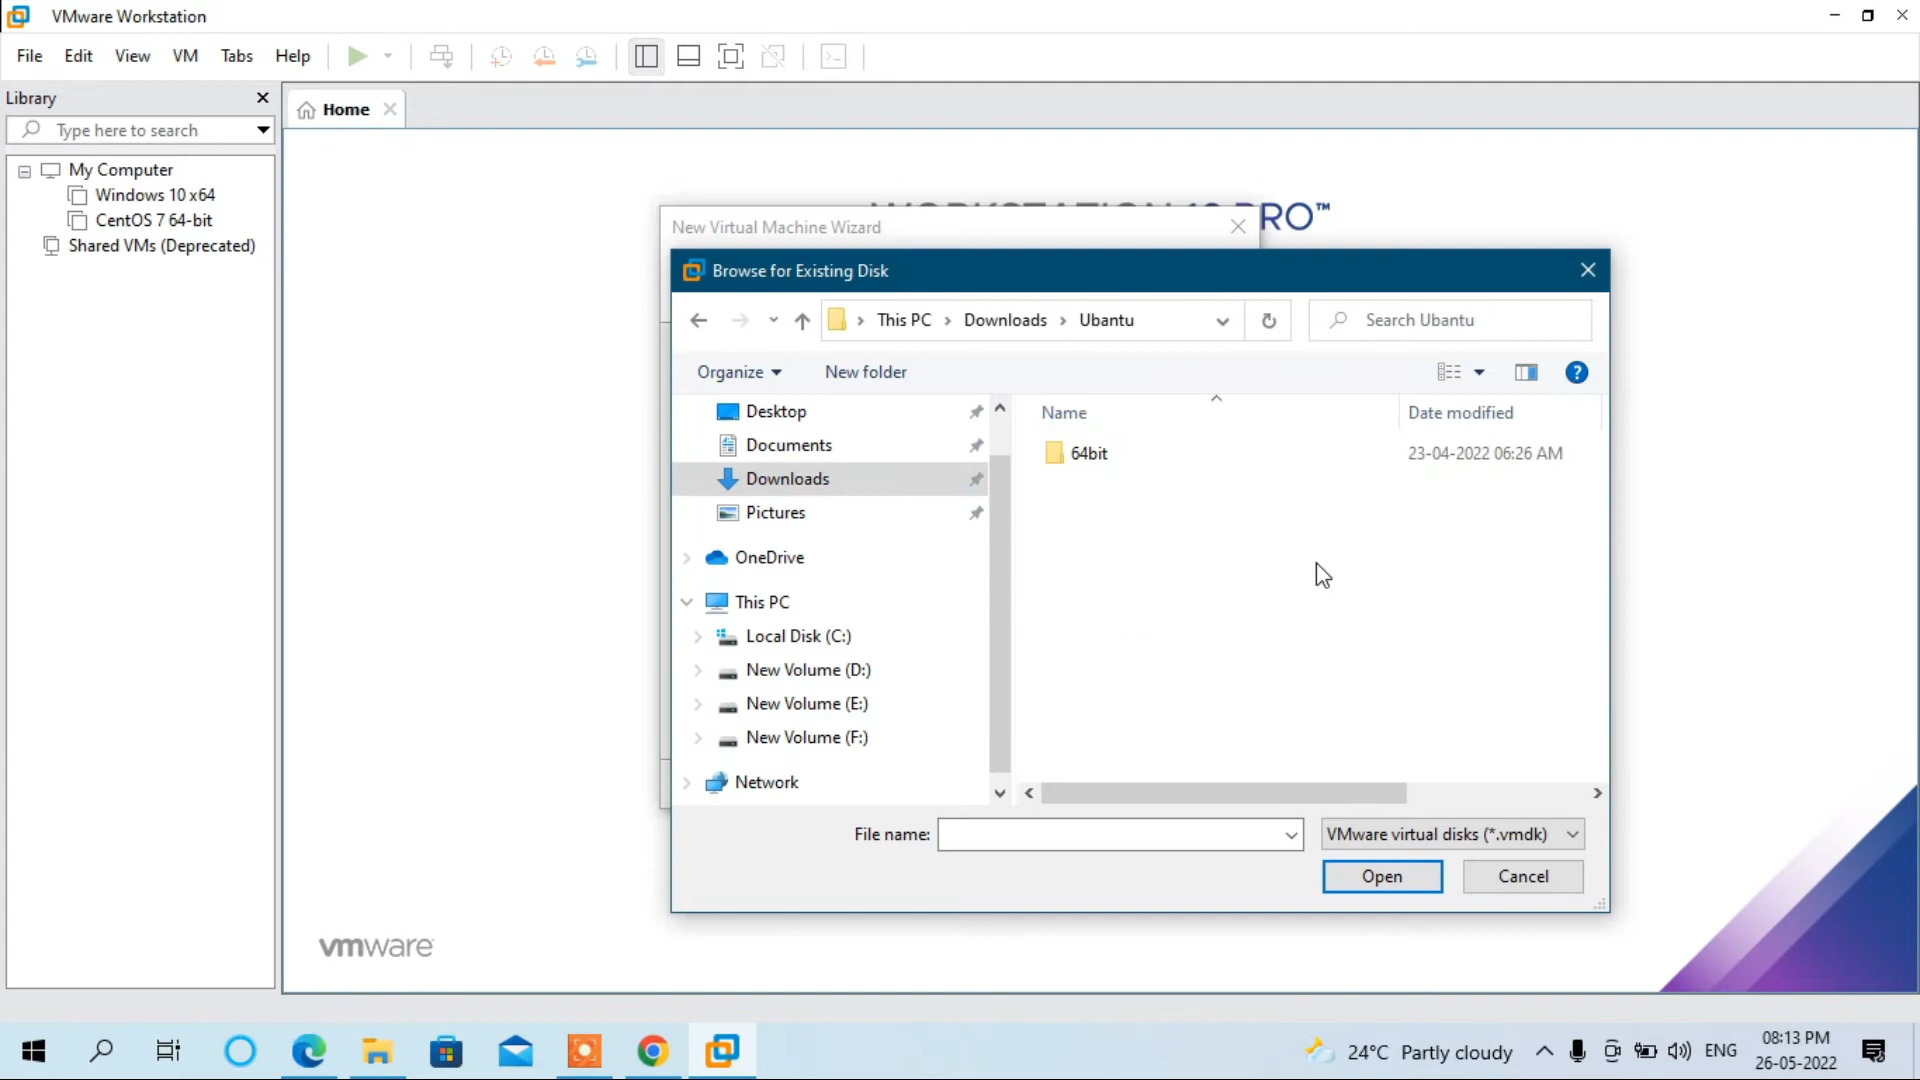 VMware Workstation
File Edit View VM Tabs Help
Library
Home
Type here to search
My Computer
Windows 10 x64
CentOS 7 64-bit
Shared VMs (Deprecated)
PRO™
New Virtual Machine Wizard
Browse for Existing Disk
This PC > Downloads > Ubantu
Search Ubantu
Organize New folder
Name Date modified
Desktop
Documents
Downloads
Pictures
OneDrive
This PC
Local Disk (C:)
New Volume (D:)
New Volume (E:)
New Volume (F:)
Network
64bit 23-04-2022 06:26 AM
File name: VMware virtual disks (*.vmdk)
Open Cancel
vmware
24°C Partly cloudy ENG
08:13 PM
26-05-2022